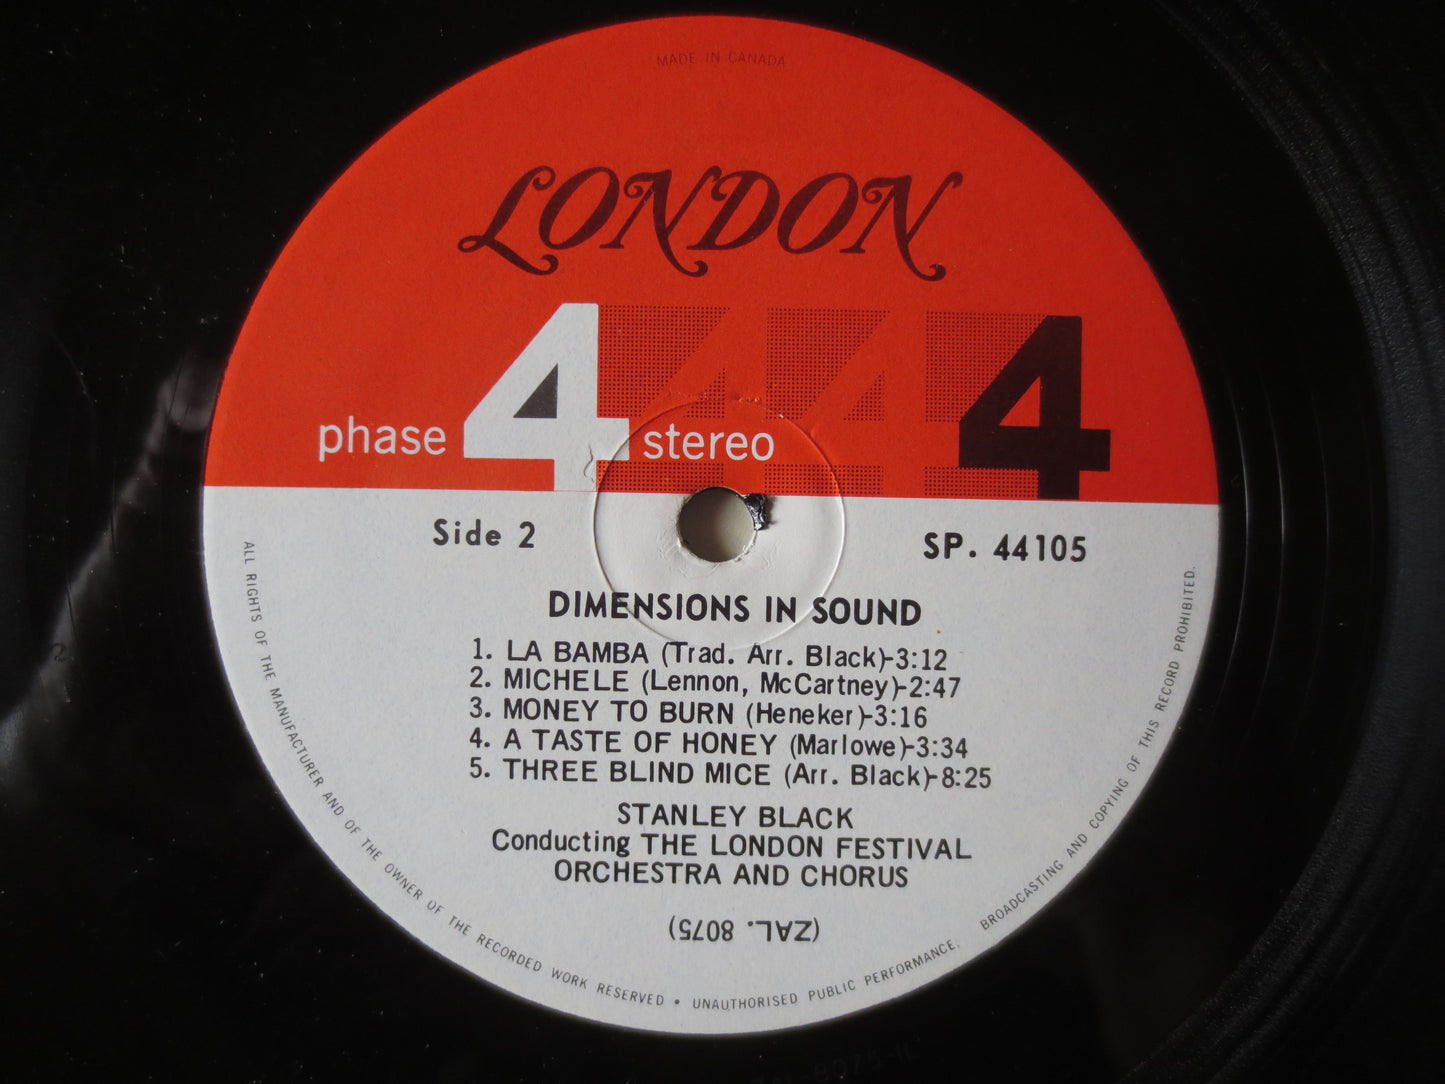 MADE IN CANADA
LONDON
phase 4 stereo 4
Side 2
SP. 44105
DIMENSIONS IN SOUND
1. LA BAMBA (Trad. Arr. Black)-3:12
2. MICHELE (Lennon, McCartney)-2:47
3. MONEY TO BURN (Heneker)-3:16
4. A TASTE OF HONEY (Marlowe)-3:34
5. THREE BLIND MICE (Arr. Black)-8:25
STANLEY BLACK
Conducting THE LONDON FESTIVAL
ORCHESTRA AND CHORUS
(ZAL. 8075)
ALL RIGHTS OF THE MANUFACTURER AND OF THE OWNER OF THE RECORDED WORK RESERVED • UNAUTHORISED PUBLIC PERFORMANCE, BROADCASTING AND COPYING OF THIS RECORD PROHIBITED.